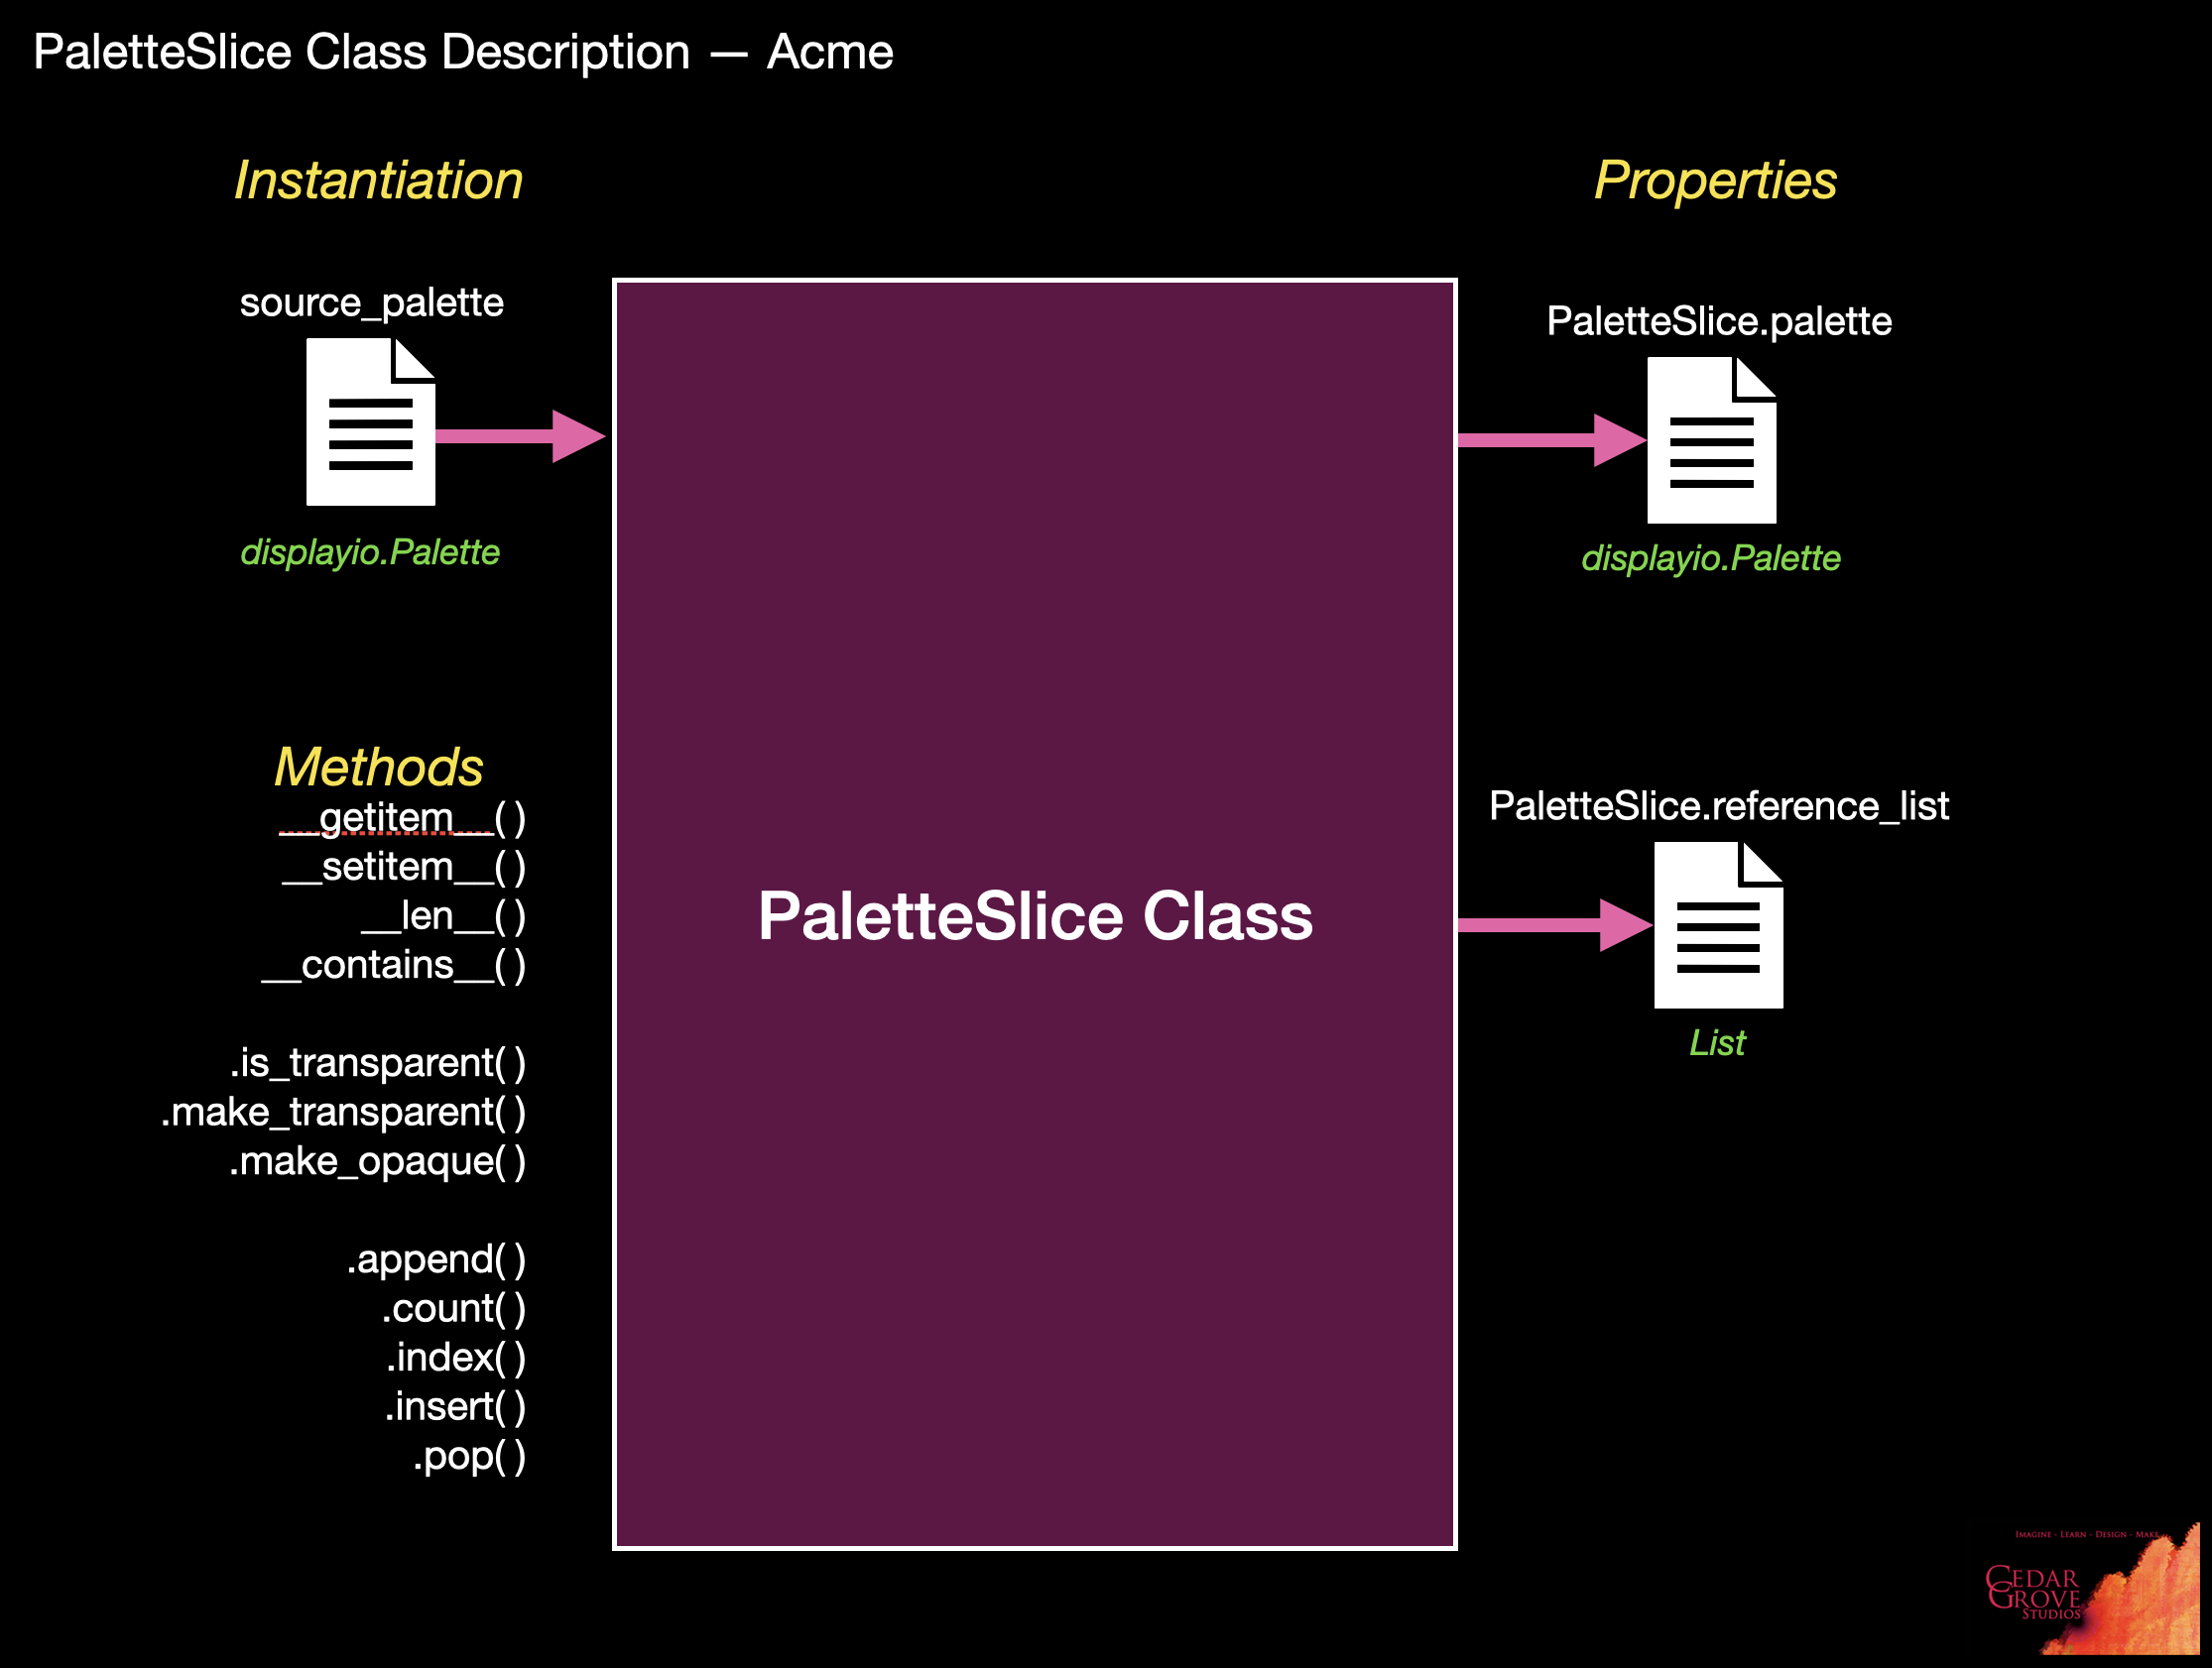 PaletteSlice Class Description — Acme
Instantiation
source_palette
displayio.Palette
Methods
__getitem__( )
__setitem__( )
__len__( )
__contains__( )
.is_transparent( )
.make_transparent( )
.make_opaque( )
.append( )
.count( )
.index( )
.insert( )
.pop( )
PaletteSlice Class
Properties
PaletteSlice.palette
displayio.Palette
PaletteSlice.reference_list
List
IMAGINE - LEARN - DESIGN - MAKE
CEDAR
GROVE
STUDIOS